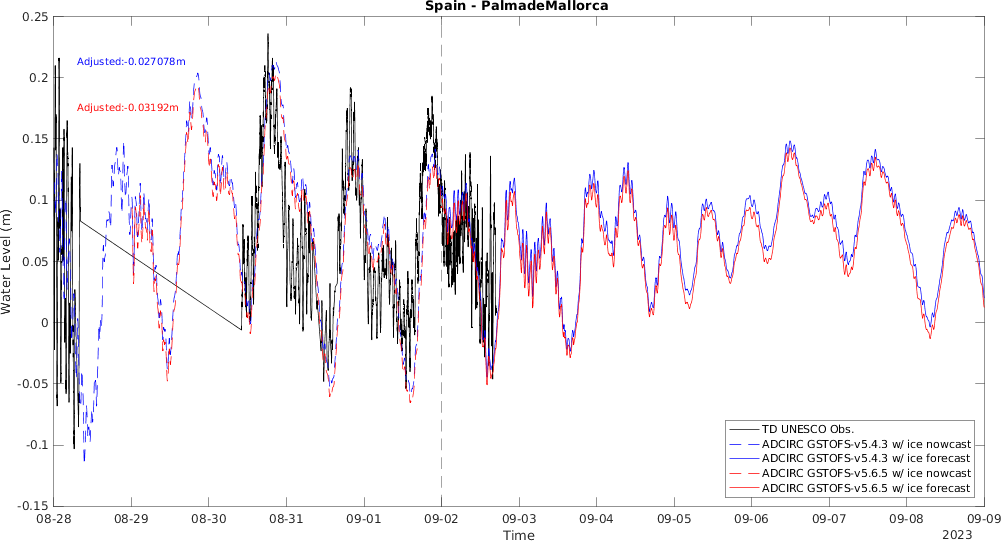 Spain - PalmadeMallorca
0.25
0.2
0.15
0.1
0.05
0
-0.05
-0.1
-0.15
Water Level (m)
Adjusted:-0.027078m
Adjusted:-0.03192m
TD UNESCO Obs.
ADCIRC GSTOFS-v5.4.3 w/ ice nowcast
ADCIRC GSTOFS-v5.4.3 w/ ice forecast
ADCIRC GSTOFS-v5.6.5 w/ ice nowcast
ADCIRC GSTOFS-v5.6.5 w/ ice forecast
08-28 08-29 08-30 08-31 09-01 09-02 09-03 09-04 09-05 09-06 09-07 09-08 09-09
Time
2023